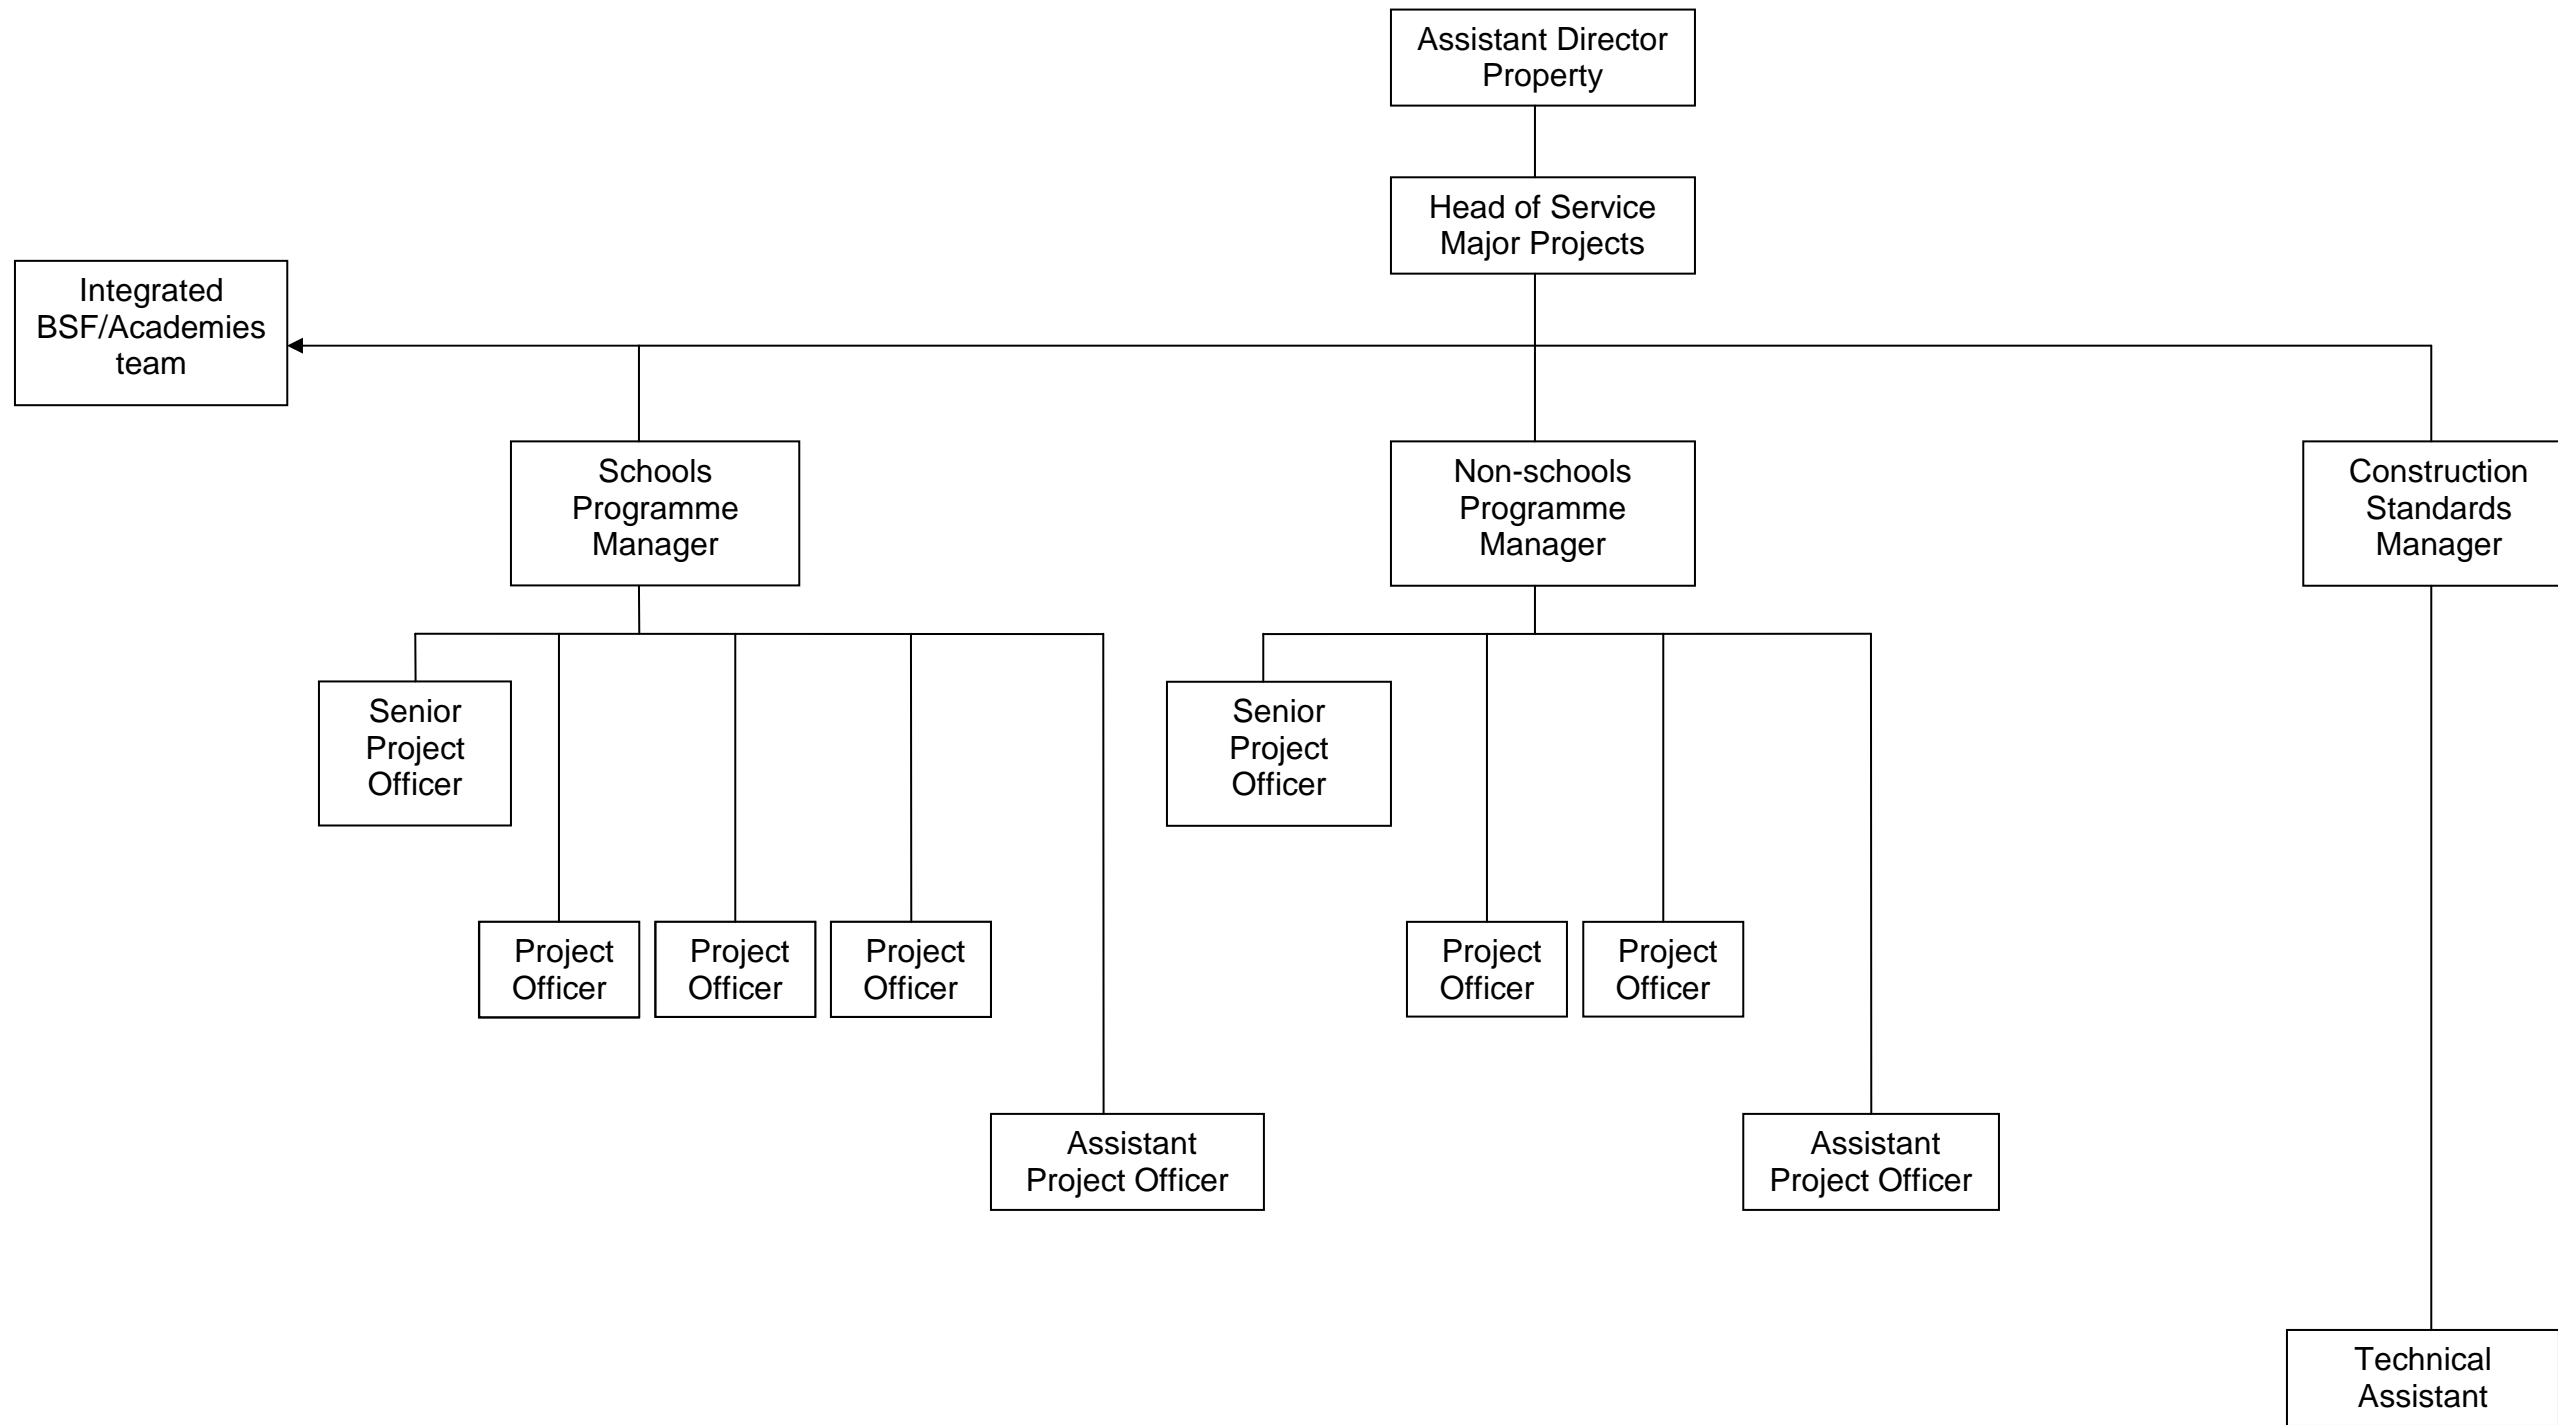 Assistant Director
Property
Head of Service
Major Projects
Integrated
BSF/Academies
team
Schools
Programme
Manager
Non-schools
Programme
Manager
Construction
Standards
Manager
Senior
Project
Officer
Senior
Project
Officer
Project
Officer
Project
Officer
Project
Officer
Project
Officer
Project
Officer
Assistant
Project Officer
Assistant
Project Officer
Technical
Assistant